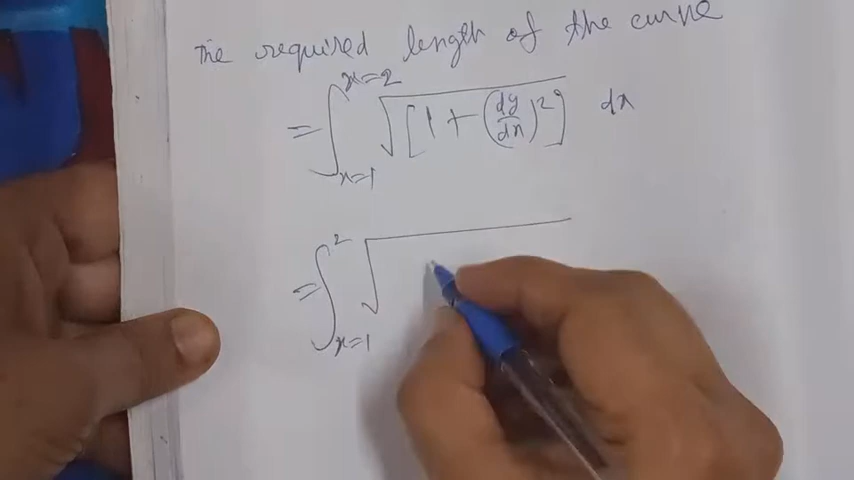 The required length of the curve
= ∫_{x=1}^{x=2} √[1 + (dy/dx)^2] dx
= ∫_{x=1}^{2} √